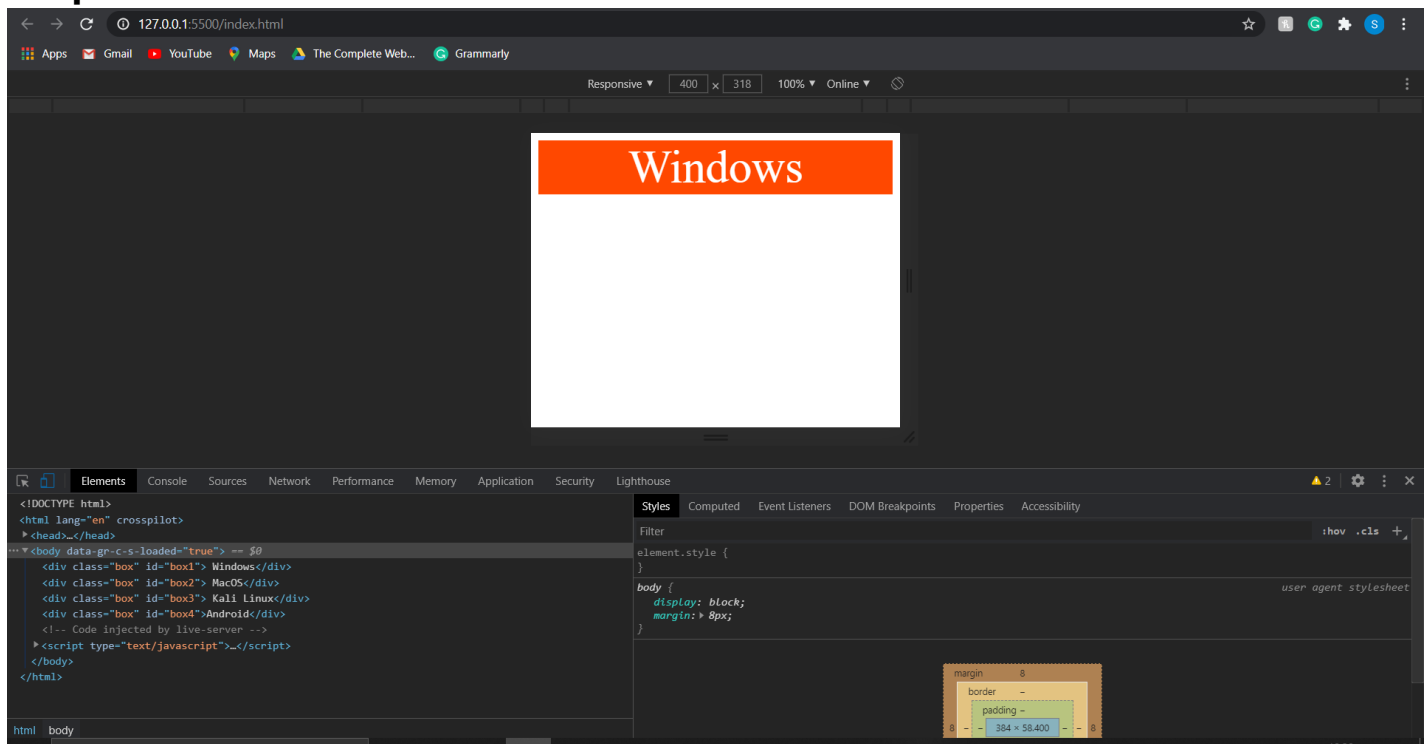 127.0.0.1:5500/index.html
S
Apps Gmail YouTube Maps The Complete Web... Grammarly
Responsive ▼ 400 x 318 100% ▼ Online ▼
Windows
Elements Console Sources Network Performance Memory Application Security Lighthouse
2
<!DOCTYPE html>
<html lang="en" crosspilot>
<head>…</head>
<body data-gr-c-s-loaded="true"> == $0
<div class="box" id="box1"> Windows</div>
<div class="box" id="box2"> MacOS</div>
<div class="box" id="box3"> Kali Linux</div>
<div class="box" id="box4">Android</div>
<!-- Code injected by live-server -->
<script type="text/javascript">…</script>
</body>
</html>
html body
Styles Computed Event Listeners DOM Breakpoints Properties Accessibility
Filter
:hov .cls +
element.style {
}
body {
user agent stylesheet
display: block;
margin: 8px;
}
margin 8
border –
padding –
8 – – 384 × 58.400 – – 8